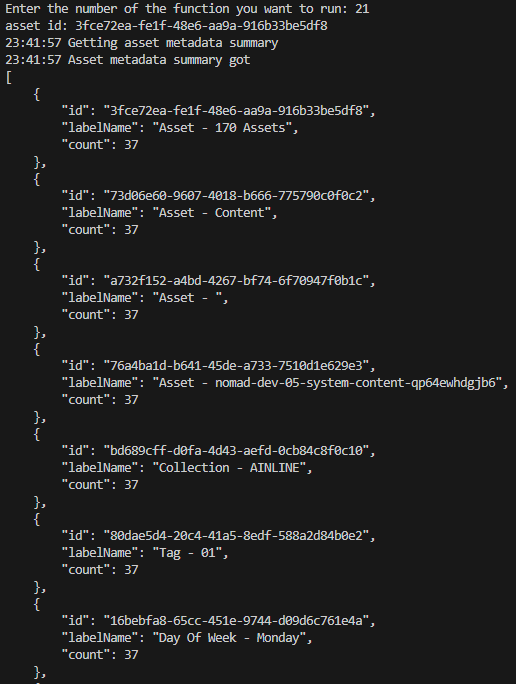 Enter the number of the function you want to run: 21
asset id: 3fce72ea-fe1f-48e6-aa9a-916b33be5df8
23:41:57 Getting asset metadata summary
23:41:57 Asset metadata summary got
[
    {
        "id": "3fce72ea-fe1f-48e6-aa9a-916b33be5df8",
        "labelName": "Asset - 170 Assets",
        "count": 37
    },
    {
        "id": "73d06e60-9607-4018-b666-775790c0f0c2",
        "labelName": "Asset - Content",
        "count": 37
    },
    {
        "id": "a732f152-a4bd-4267-bf74-6f70947f0b1c",
        "labelName": "Asset - ",
        "count": 37
    },
    {
        "id": "76a4ba1d-b641-45de-a733-7510d1e629e3",
        "labelName": "Asset - nomad-dev-05-system-content-qp64ewhdgjb6",
        "count": 37
    },
    {
        "id": "bd689cff-d0fa-4d43-aefd-0cb84c8f0c10",
        "labelName": "Collection - AINLINE",
        "count": 37
    },
    {
        "id": "80dae5d4-20c4-41a5-8edf-588a2d84b0e2",
        "labelName": "Tag - 01",
        "count": 37
    },
    {
        "id": "16bebfa8-65cc-451e-9744-d09d6c761e4a",
        "labelName": "Day Of Week - Monday",
        "count": 37
    },